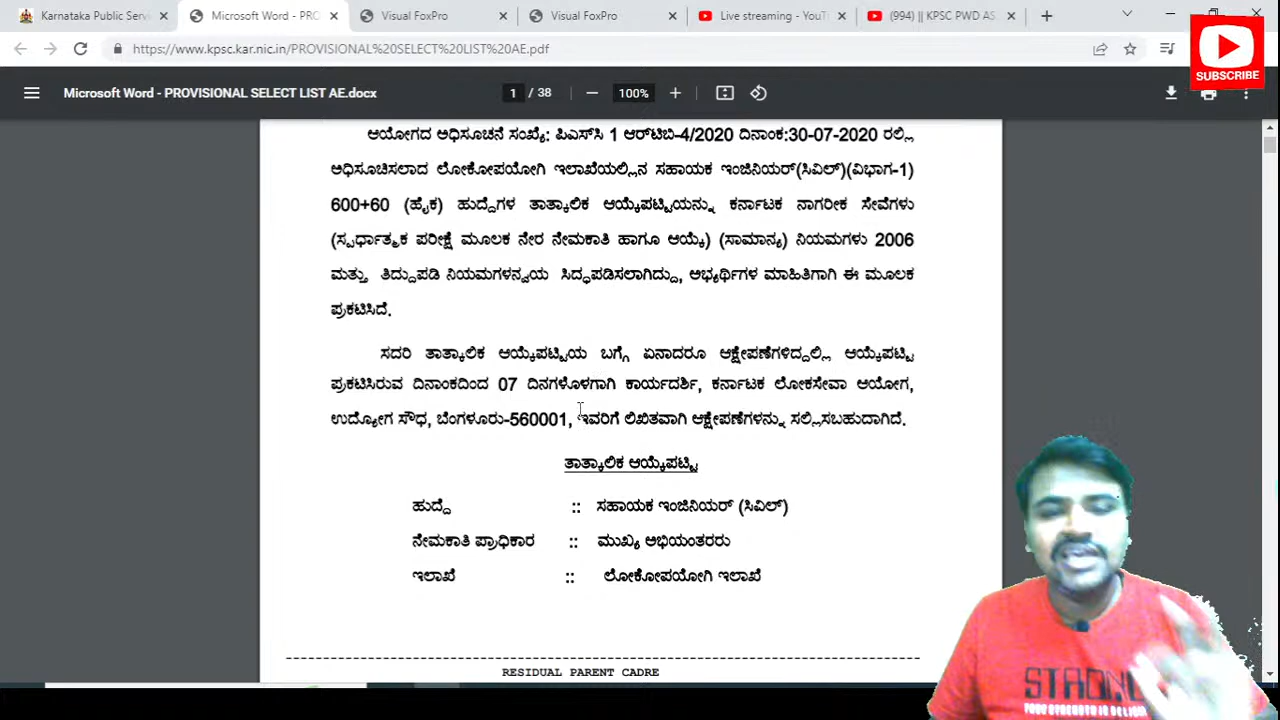 Karnataka Public Serv
Microsoft Word - PRO
Visual FoxPro
Visual FoxPro
Live streaming - YouT
(994) || KPSC PWD AS
https://www.kpsc.kar.nic.in/PROVISIONAL%20SELECT%20LIST%20AE.pdf
SUBSCRIBE
Microsoft Word - PROVISIONAL SELECT LIST AE.docx
1 / 38
100%
ಆಯೋಗದ ಅಧಿಸೂಚನೆ ಸಂಖ್ಯೆ: ಪಿಎಸ್‌ಸಿ 1 ಆರ್‌ಟಿಬಿ-4/2020 ದಿನಾಂಕ:30-07-2020 ರಲ್ಲಿ
ಅಧಿಸೂಚಿಸಲಾದ ಲೋಕೋಪಯೋಗಿ ಇಲಾಖೆಯಲ್ಲಿನ ಸಹಾಯಕ ಇಂಜಿನಿಯರ್(ಸಿವಿಲ್)(ವಿಭಾಗ-1)
600+60 (ಹೈಕ) ಹುದ್ದೆಗಳ ತಾತ್ಕಾಲಿಕ ಆಯ್ಕೆಪಟ್ಟಿಯನ್ನು ಕರ್ನಾಟಕ ನಾಗರೀಕ ಸೇವೆಗಳು
(ಸ್ಪರ್ಧಾತ್ಮಕ ಪರೀಕ್ಷೆ ಮೂಲಕ ನೇರ ನೇಮಕಾತಿ ಹಾಗೂ ಆಯ್ಕೆ) (ಸಾಮಾನ್ಯ) ನಿಯಮಗಳು 2006
ಮತ್ತು ತಿದ್ದುಪಡಿ ನಿಯಮಗಳನ್ವಯ ಸಿದ್ಧಪಡಿಸಲಾಗಿದ್ದು, ಅಭ್ಯರ್ಥಿಗಳ ಮಾಹಿತಿಗಾಗಿ ಈ ಮೂಲಕ
ಪ್ರಕಟಿಸಿದೆ.
ಸದರಿ ತಾತ್ಕಾಲಿಕ ಆಯ್ಕೆಪಟ್ಟಿಯ ಬಗ್ಗೆ ಏನಾದರೂ ಆಕ್ಷೇಪಣೆಗಳಿದ್ದಲ್ಲಿ ಆಯ್ಕೆಪಟ್ಟಿ
ಪ್ರಕಟಿಸಿರುವ ದಿನಾಂಕದಿಂದ 07 ದಿನಗಳೊಳಗಾಗಿ ಕಾರ್ಯದರ್ಶಿ, ಕರ್ನಾಟಕ ಲೋಕಸೇವಾ ಆಯೋಗ,
ಉದ್ಯೋಗ ಸೌಧ, ಬೆಂಗಳೂರು-560001, ಇವರಿಗೆ ಲಿಖಿತವಾಗಿ ಆಕ್ಷೇಪಣೆಗಳನ್ನು ಸಲ್ಲಿಸಬಹುದಾಗಿದೆ.
ತಾತ್ಕಾಲಿಕ ಆಯ್ಕೆಪಟ್ಟಿ
ಹುದ್ದೆ :: ಸಹಾಯಕ ಇಂಜಿನಿಯರ್ (ಸಿವಿಲ್)
ನೇಮಕಾತಿ ಪ್ರಾಧಿಕಾರ :: ಮುಖ್ಯ ಅಭಿಯಂತರರು
ಇಲಾಖೆ :: ಲೋಕೋಪಯೋಗಿ ಇಲಾಖೆ
RESIDUAL PARENT CADRE